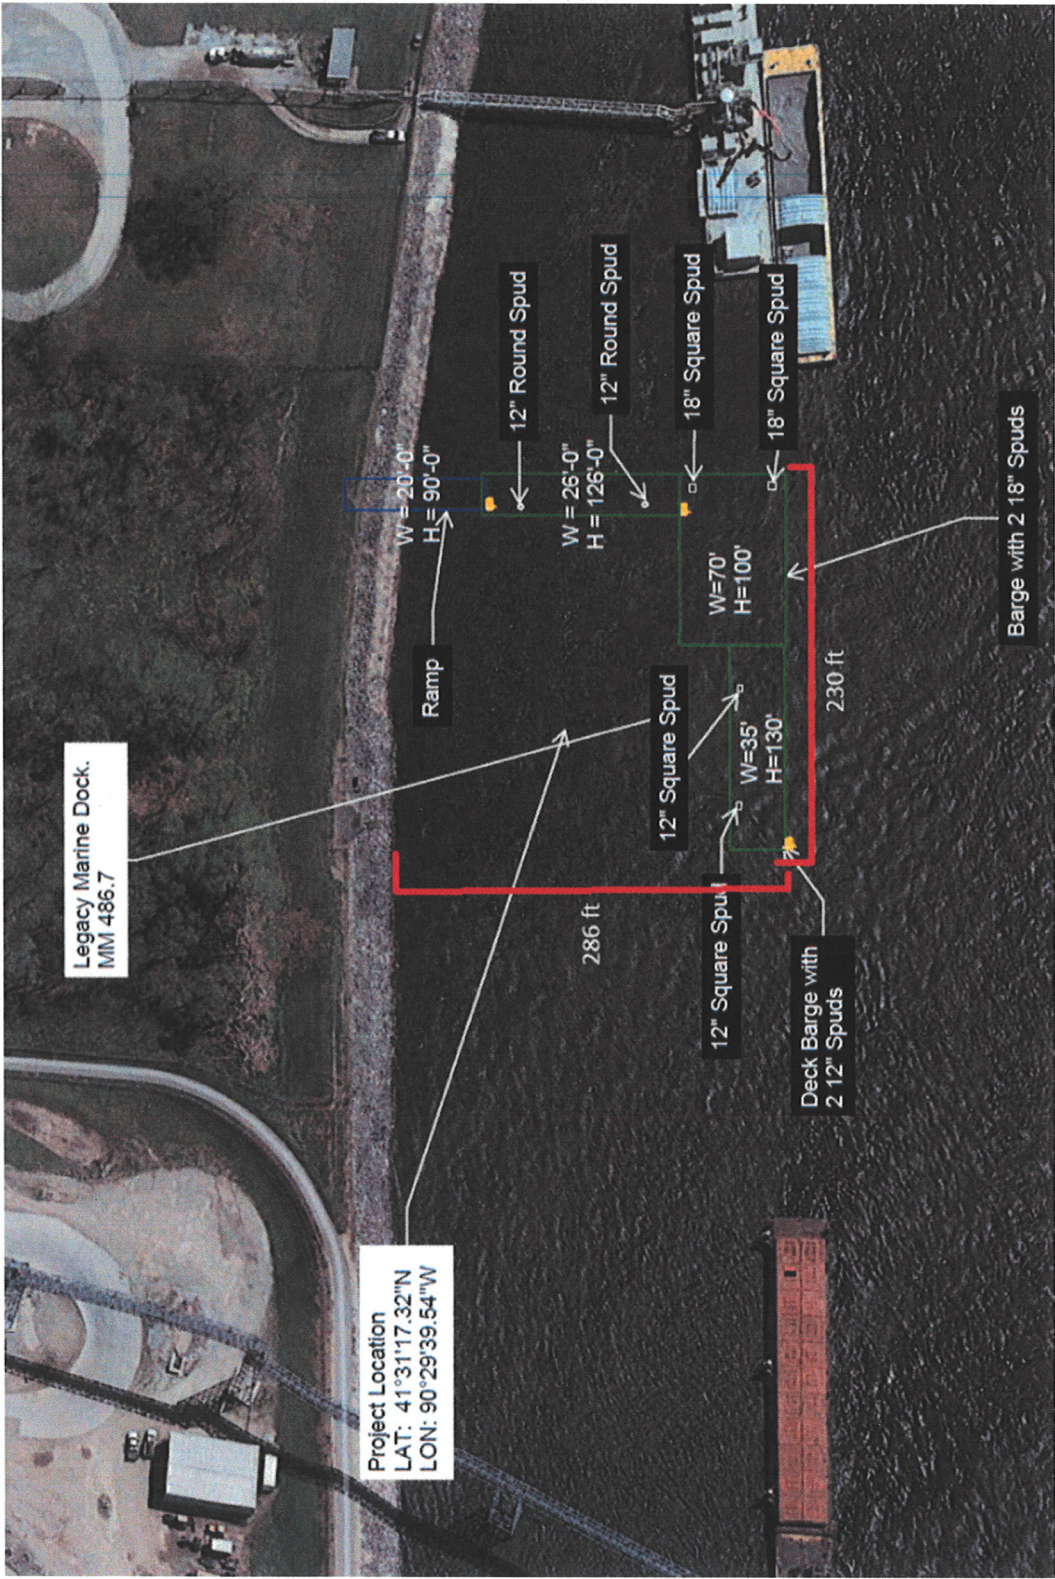 Legacy Marine Dock.
MM 486.7
Project Location
LAT: 41°31'17.32"N
LON: 90°29'39.54"W
Ramp
W = 20'-0"
H = 90'-0"
12" Round Spud
W = 26'-0"
H = 126'-0"
12" Round Spud
286 ft
12" Square Spud
18" Square Spud
12" Square Spud
W=35'
H=130'
W=70'
H=100'
18" Square Spud
Deck Barge with
2 12" Spuds
230 ft
Barge with 2 18" Spuds